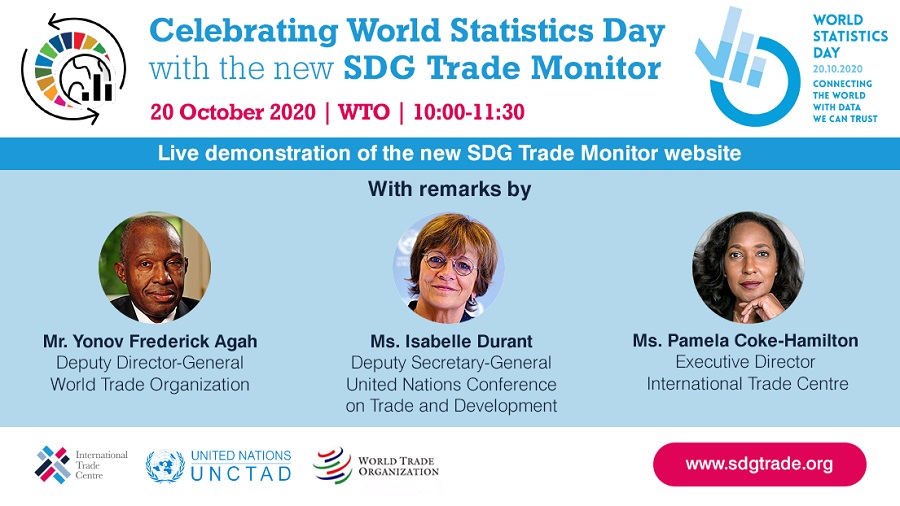 Celebrating World Statistics Day
with the new SDG Trade Monitor
20 October 2020 | WTO | 10:00-11:30
WORLD
STATISTICS
DAY
20.10.2020
CONNECTING
THE WORLD
WITH DATA
WE CAN TRUST
Live demonstration of the new SDG Trade Monitor website
With remarks by
Mr. Yonov Frederick Agah
Deputy Director-General
World Trade Organization
Ms. Isabelle Durant
Deputy Secretary-General
United Nations Conference
on Trade and Development
Ms. Pamela Coke-Hamilton
Executive Director
International Trade Centre
International
Trade
Centre
UNITED NATIONS
UNCTAD
WORLD TRADE
ORGANIZATION
www.sdgtrade.org